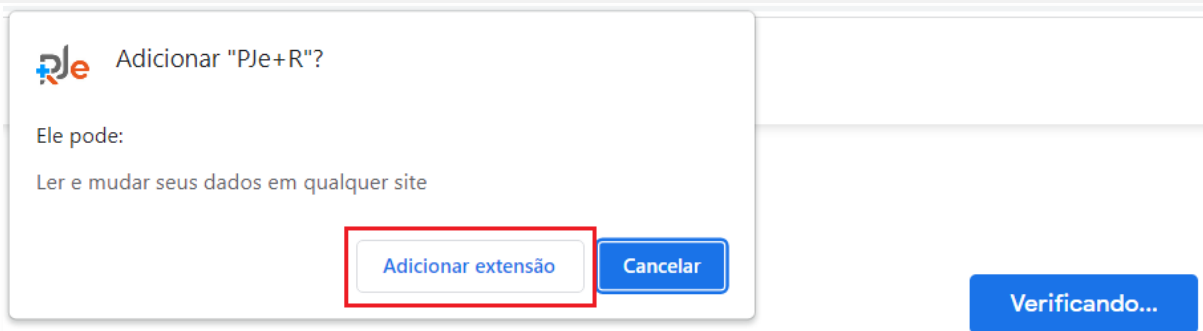 PJe
Adicionar "PJe+R"?
Ele pode:
Ler e mudar seus dados em qualquer site
Adicionar extensão
Cancelar
Verificando...